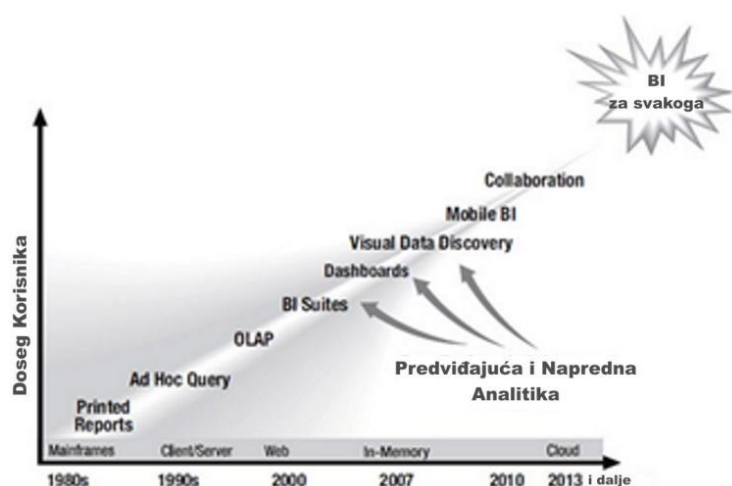 BI
za svakoga
Collaboration
Mobile BI
Visual Data Discovery
Dashboards
BI Suites
OLAP
Ad Hoc Query
Printed
Reports
Predviđajuća i Napredna
Analitika
Doseg Korisnika
Mainframes Client/Server Web In-Memory Cloud
1980s 1990s 2000 2007 2010 2013 i dalje